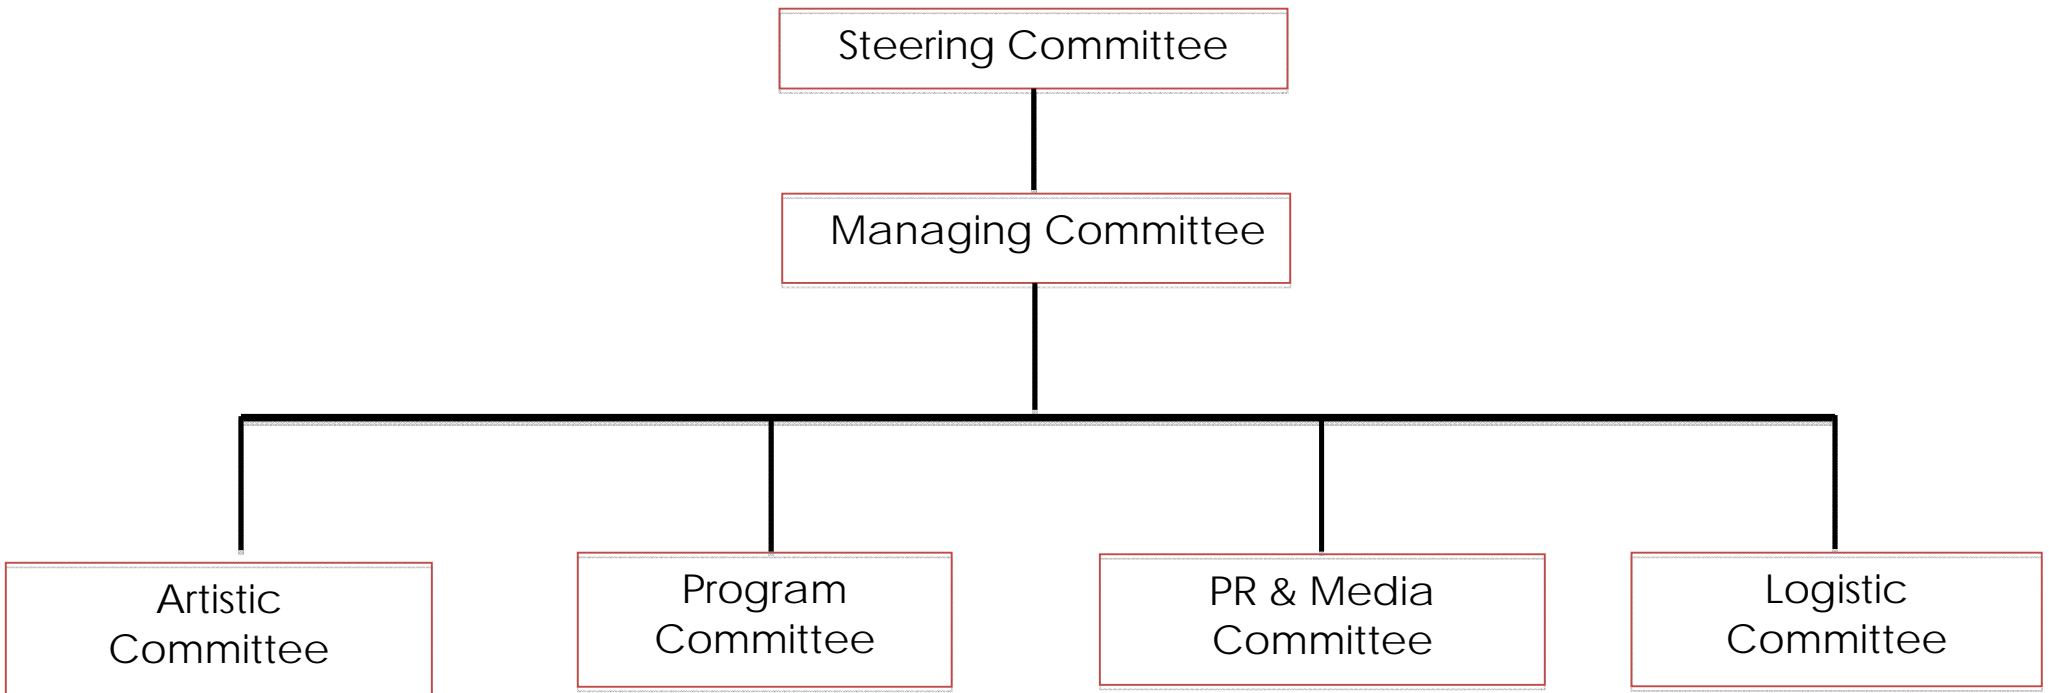 Steering Committee
Managing Committee
Artistic
Committee
Program
Committee
PR & Media
Committee
Logistic
Committee